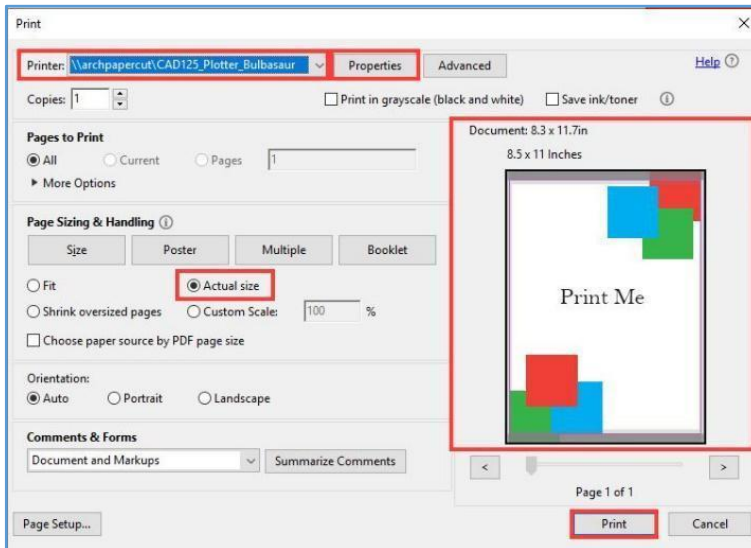 Print
Printer: \\archpapercut\CAD125_Plotter_Bulbasaur Properties Advanced Help
Copies: 1 Print in grayscale (black and white) Save ink/toner
Pages to Print
All Current Pages 1
More Options
Page Sizing & Handling
Size Poster Multiple Booklet
Fit Actual size
Shrink oversized pages Custom Scale: 100 %
Choose paper source by PDF page size
Orientation:
Auto Portrait Landscape
Comments & Forms
Document and Markups Summarize Comments
Document: 8.3 x 11.7in
8.5 x 11 Inches
Print Me
< >
Page 1 of 1
Page Setup... Print Cancel